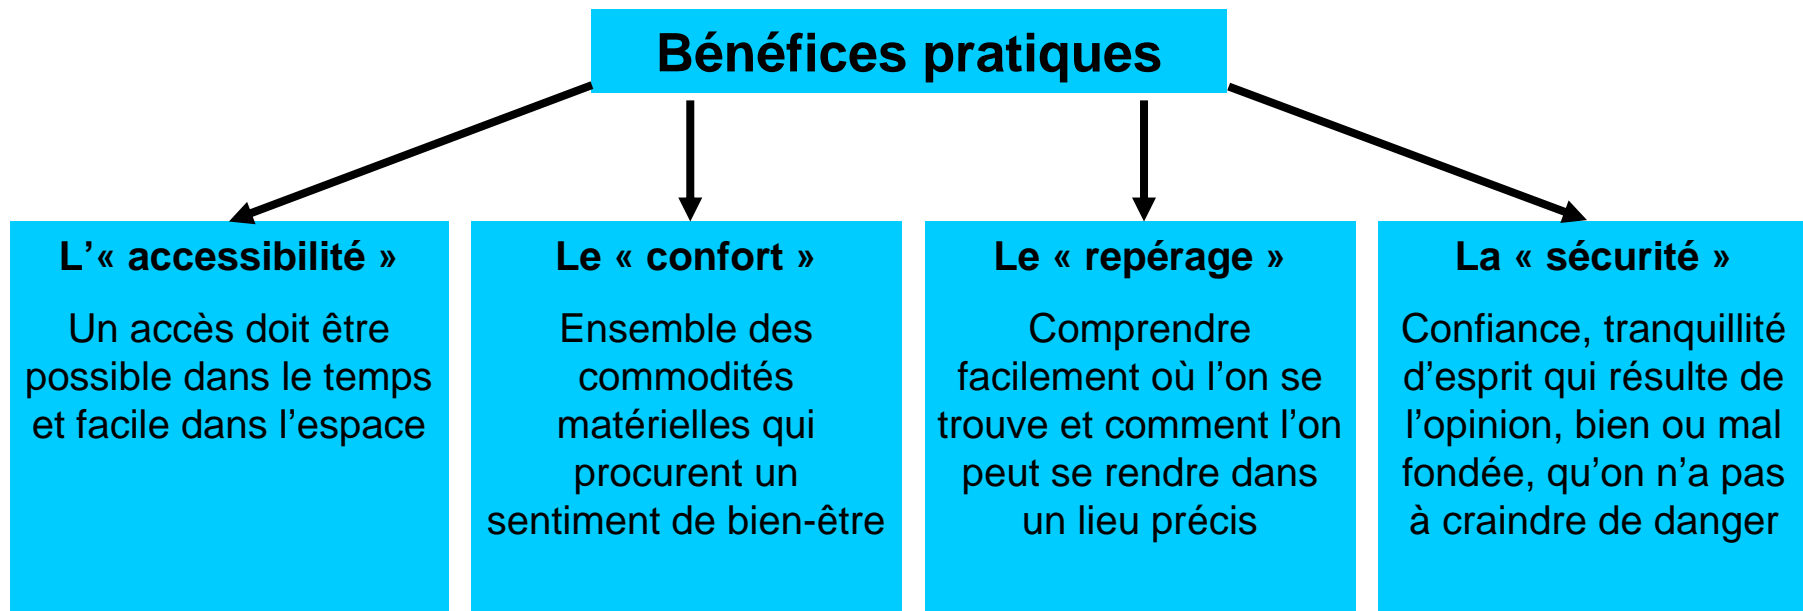 Bénéfices pratiques
L’« accessibilité »
Un accès doit être
possible dans le temps
et facile dans l’espace
Le « confort »
Ensemble des
commodités
matérielles qui
procurent un
sentiment de bien-être
Le « repérage »
Comprendre
facilement où l’on se
trouve et comment l’on
peut se rendre dans
un lieu précis
La « sécurité »
Confiance, tranquillité
d’esprit qui résulte de
l’opinion, bien ou mal
fondée, qu’on n’a pas
à craindre de danger